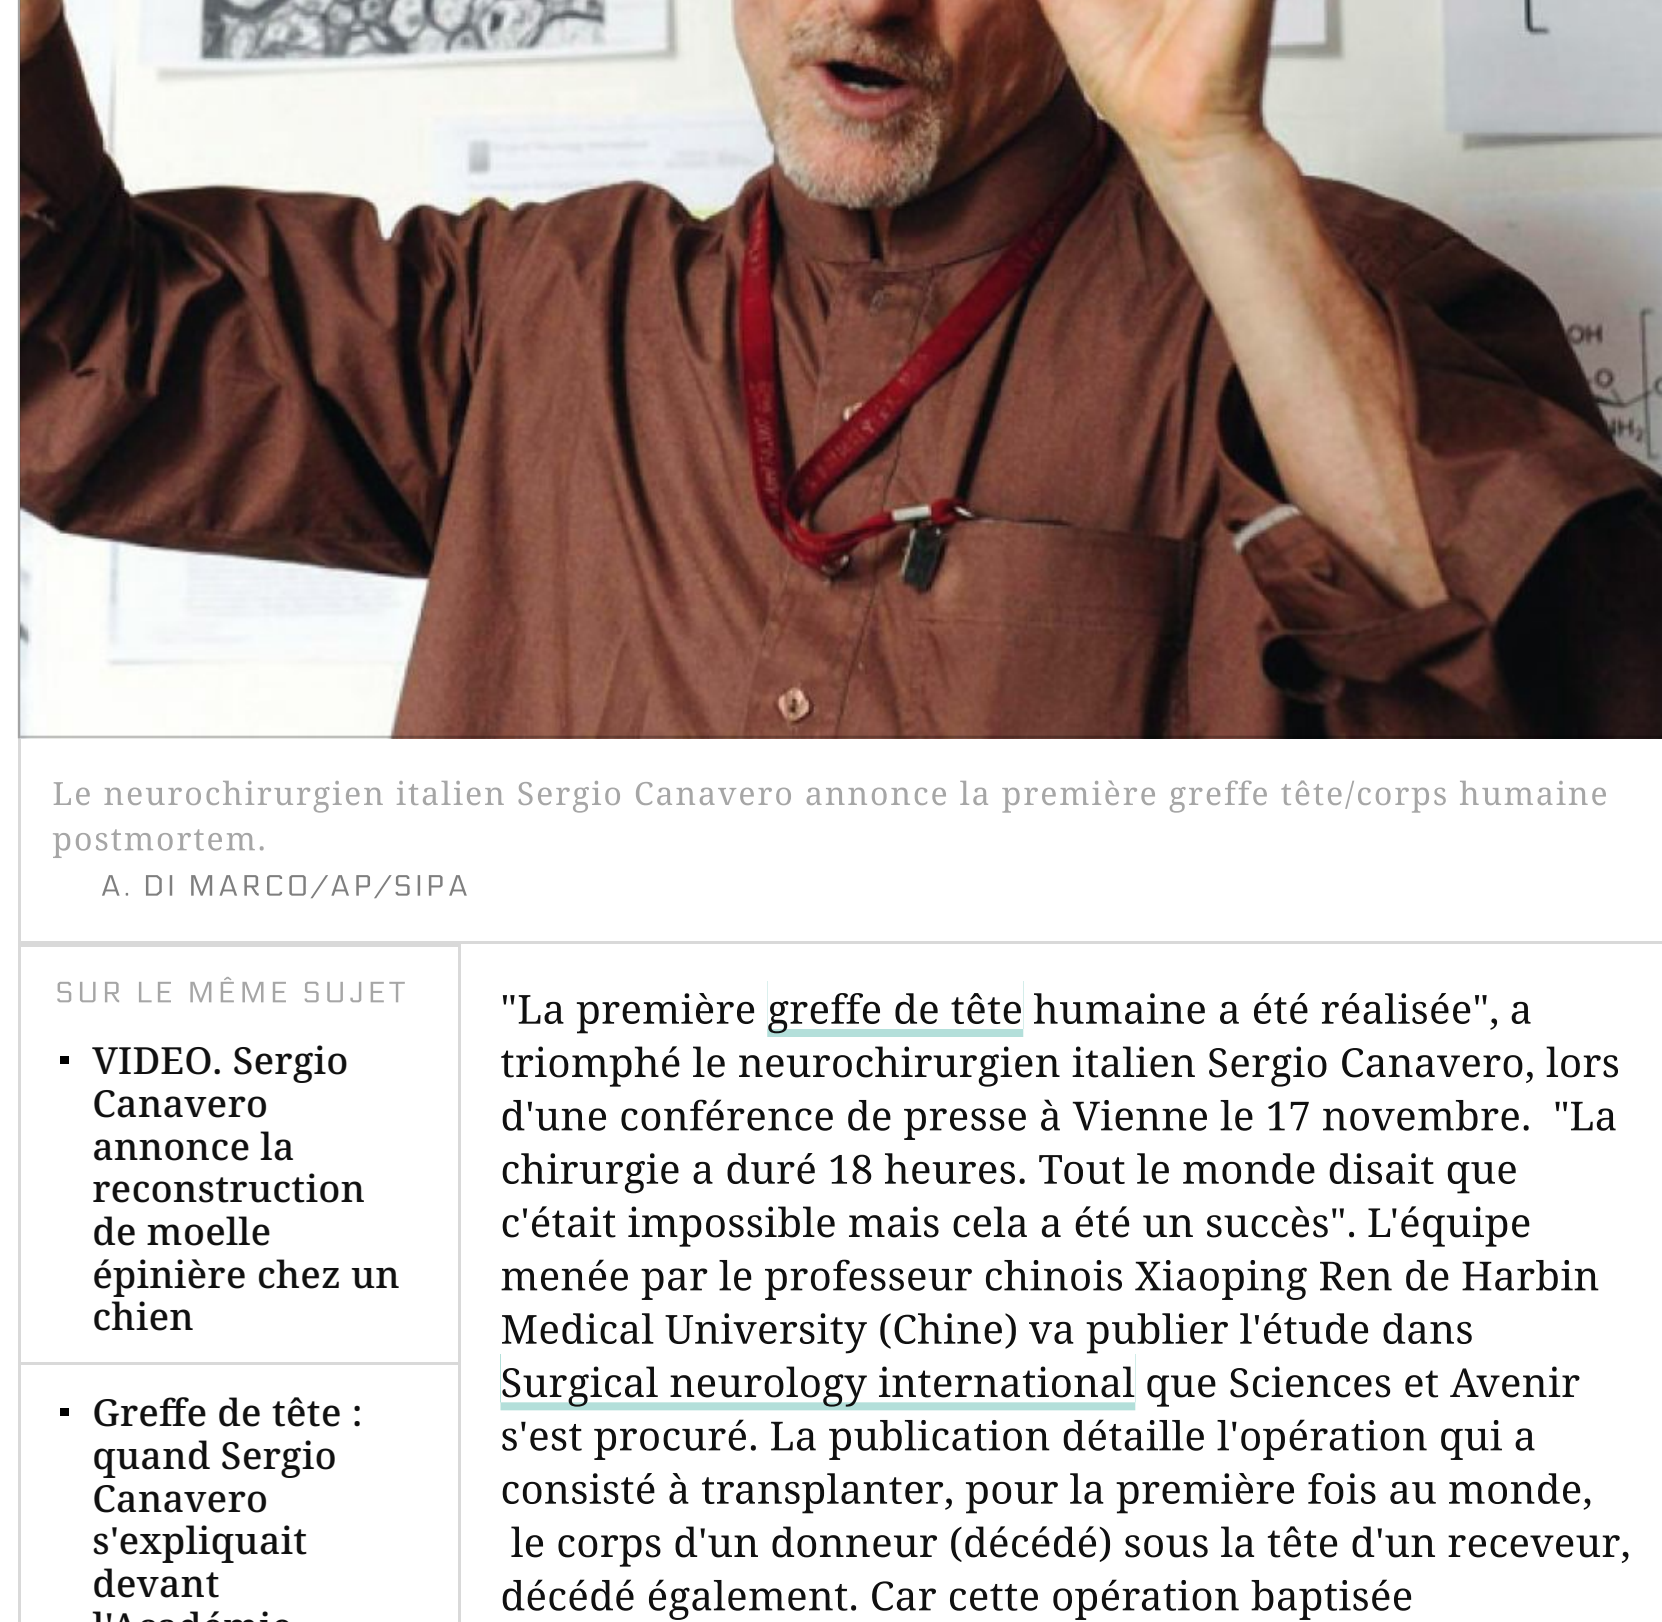 OH
O
NH₂
Le neurochirurgien italien Sergio Canavero annonce la première greffe tête/corps humaine
postmortem.
A. DI MARCO/AP/SIPA
SUR LE MÊME SUJET
▪ VIDEO. Sergio
Canavero
annonce la
reconstruction
de moelle
épinière chez un
chien
▪ Greffe de tête :
quand Sergio
Canavero
s'expliquait
devant
l'Académie
"La première greffe de tête humaine a été réalisée", a
triomphé le neurochirurgien italien Sergio Canavero, lors
d'une conférence de presse à Vienne le 17 novembre.  "La
chirurgie a duré 18 heures. Tout le monde disait que
c'était impossible mais cela a été un succès". L'équipe
menée par le professeur chinois Xiaoping Ren de Harbin
Medical University (Chine) va publier l'étude dans
Surgical neurology international que Sciences et Avenir
s'est procuré. La publication détaille l'opération qui a
consisté à transplanter, pour la première fois au monde,
le corps d'un donneur (décédé) sous la tête d'un receveur,
décédé également. Car cette opération baptisée